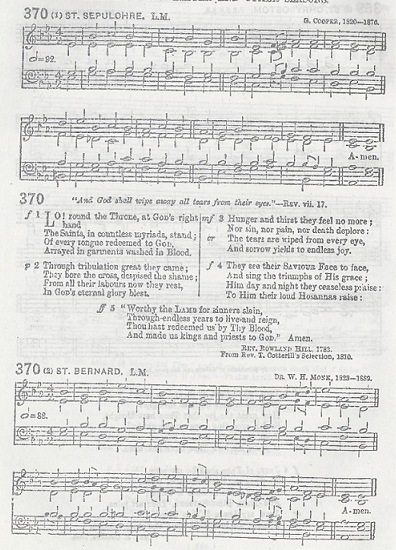 370 (1) ST. SEPULCHRE. L.M.
G. COOPER, 1820–1876.
=92.
A-men.
370
"And God shall wipe away all tears from their eyes."—REV. vii. 17.
f 1 LO! round the Throne, at GOD'S right
hand
The Saints, in countless myriads, stand;
Of every tongue redeemed to GOD,
Arrayed in garments washed in Blood.
p 2 Through tribulation great they came;
They bore the cross, despised the shame;
From all their labours now they rest,
In GOD'S eternal glory blest.
mf 3 Hunger and thirst they feel no more;
or Nor sin, nor pain, nor death deplore:
The tears are wiped from every eye,
And sorrow yields to endless joy.
f 4 They see their SAVIOUR Face to face,
And sing the triumphs of His grace;
Him day and night they ceaseless praise:
To Him their loud Hosannas raise:
ff 5 "Worthy the LAMB for sinners slain,
Through endless years to live and reign,
Thou hast redeemed us by Thy Blood,
And made us kings and priests to GOD." Amen.
REV. ROWLAND HILL. 1783.
From Rev. T. Cotterill's Selection, 1810.
370 (2) ST. BERNARD. L.M.
DR. W. H. MONK, 1823–1889.
=88.
A-men.